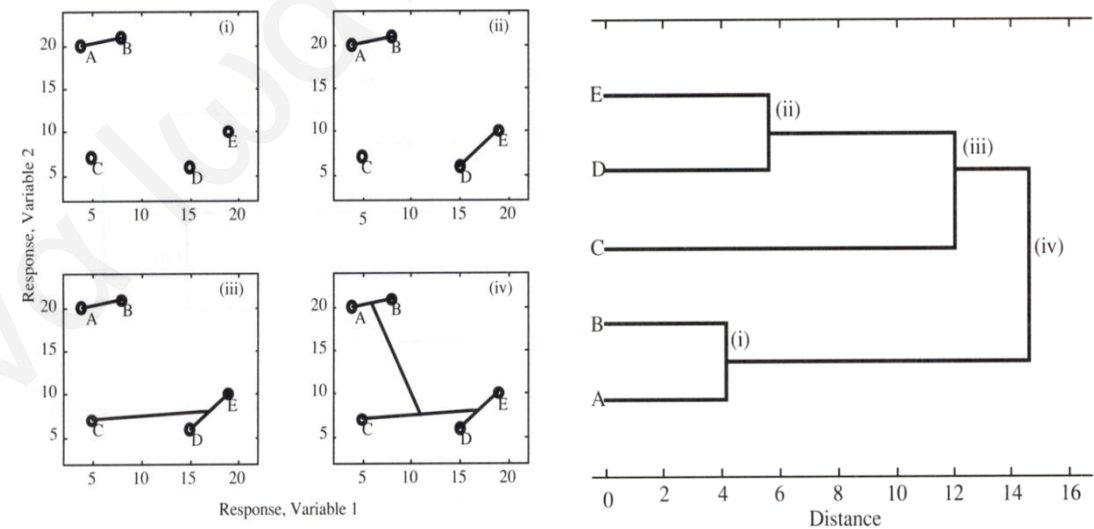 (i)
20
15
10
5
A
B
C
D
E
5 10 15 20
(ii)
20
15
10
5
A
B
C
D
E
5 10 15 20
(iii)
20
15
10
5
A
B
C
D
E
5 10 15 20
(iv)
20
15
10
5
A
B
C
D
E
5 10 15 20
Response, Variable 2
Response, Variable 1
E
D
C
B
A
(ii)
(iii)
(iv)
(i)
0 2 4 6 8 10 12 14 16
Distance